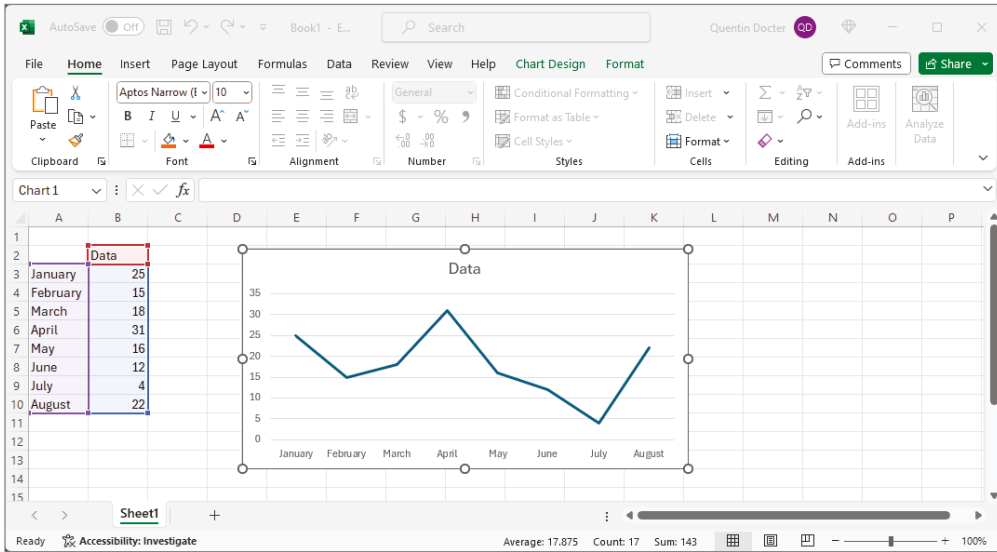 AutoSave Off Book1 - E... Search Quentin Docter QD
File Home Insert Page Layout Formulas Data Review View Help Chart Design Format Comments Share
Paste Aptos Narrow (E 10 General Conditional Formatting Insert Add-ins Analyze Data
B I U A A ab $ % 9 Format as Table Delete
A .00 Cell Styles Format
Clipboard Font Alignment Number Styles Cells Editing Add-ins
Chart 1 fx
A B C D E F G H I J K L M N O P
1
2 Data
3 January 25
4 February 15
5 March 18
6 April 31
7 May 16
8 June 12
9 July 4
10 August 22
11
12
13
14
15
Data
35
30
25
20
15
10
5
0
January February March April May June July August
Sheet1 +
Ready Accessibility: Investigate Average: 17.875 Count: 17 Sum: 143 100%